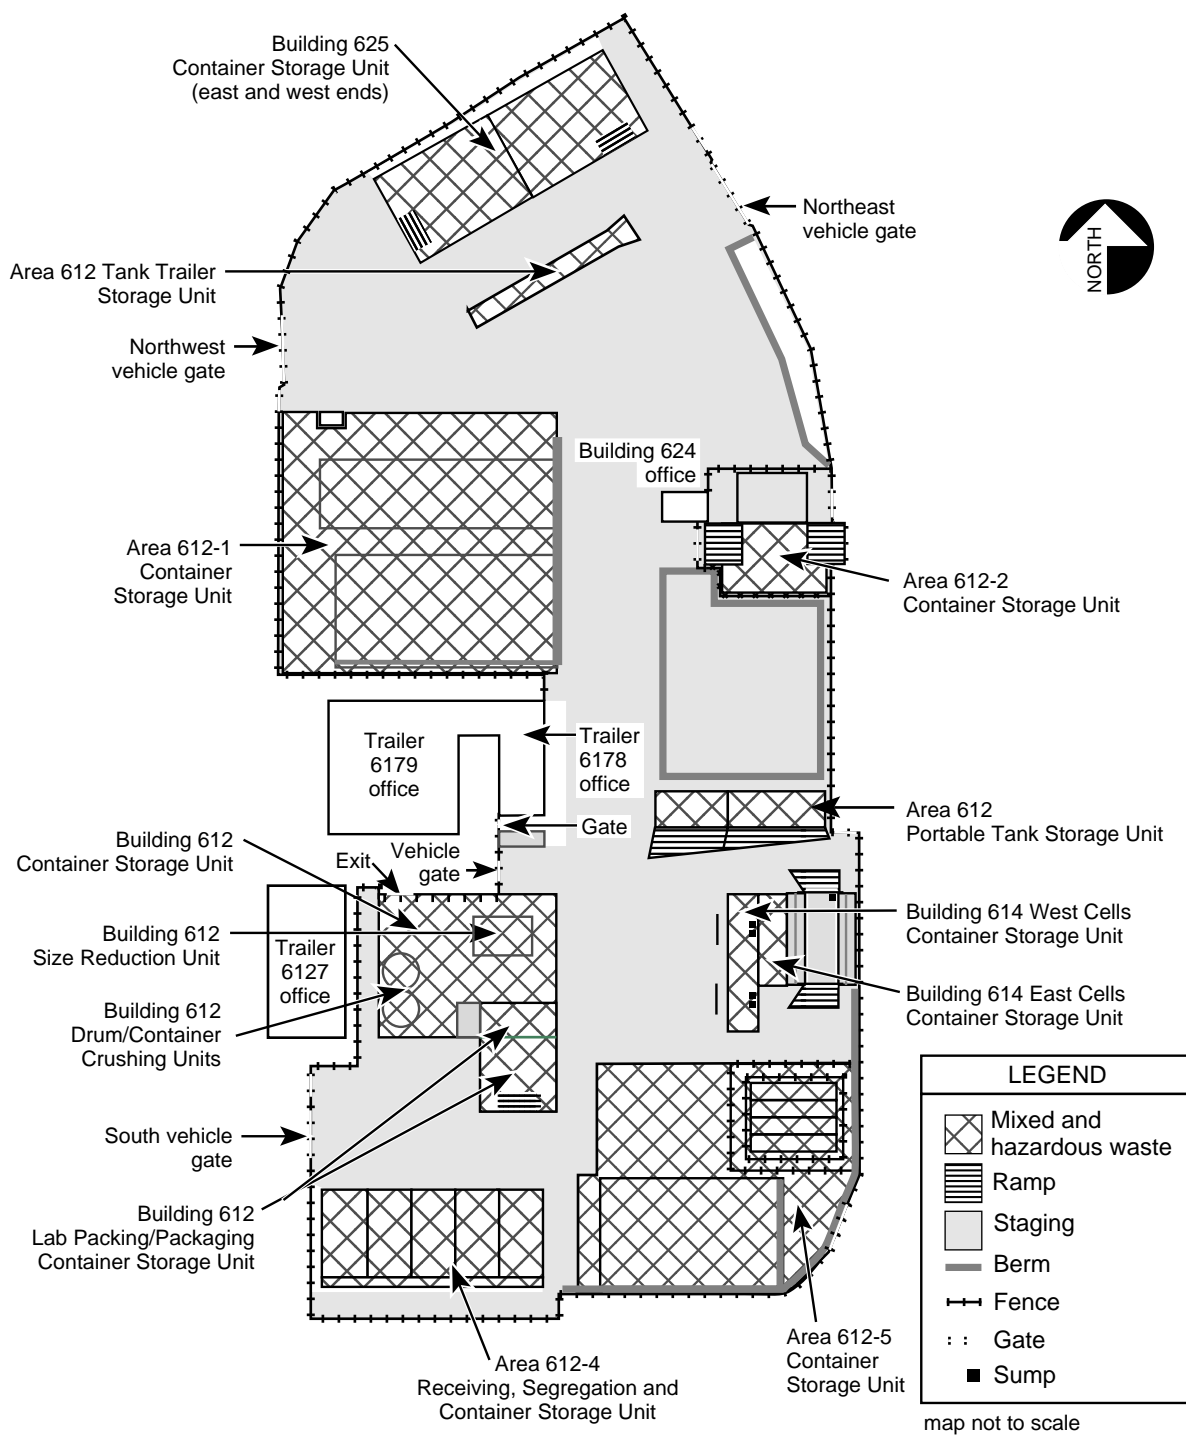 Building 625
Container Storage Unit
(east and west ends)
Northeast
vehicle gate
NORTH
Area 612 Tank Trailer
Storage Unit
Northwest
vehicle gate
Building 624
office
Area 612-1
Container
Storage Unit
Area 612-2
Container Storage Unit
Trailer
6179
office
Trailer
6178
office
Area 612
Portable Tank Storage Unit
Gate
Building 612
Container Storage Unit
Exit
Vehicle
gate
Building 614 West Cells
Container Storage Unit
Building 612
Size Reduction Unit
Trailer
6127
office
Building 614 East Cells
Container Storage Unit
Building 612
Drum/Container
Crushing Units
South vehicle
gate
Building 612
Lab Packing/Packaging
Container Storage Unit
Area 612-4
Receiving, Segregation and
Container Storage Unit
Area 612-5
Container
Storage Unit
LEGEND
Mixed and
hazardous waste
Ramp
Staging
Berm
Fence
Gate
Sump
map not to scale